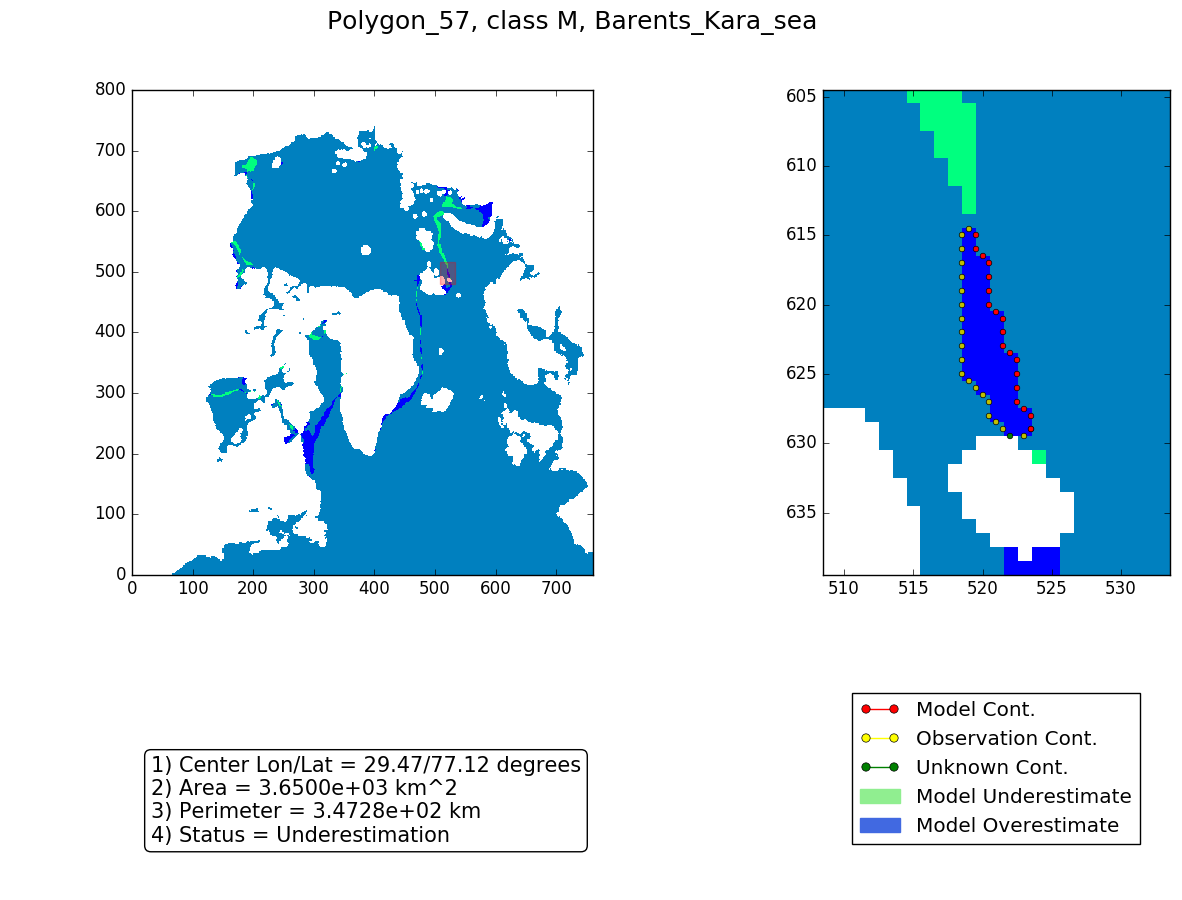 Polygon_57, class M, Barents_Kara_sea
800
700
600
500
400
300
200
100
0
0 100 200 300 400 500 600 700
605
610
615
620
625
630
635
510 515 520 525 530
1) Center Lon/Lat = 29.47/77.12 degrees
2) Area = 3.6500e+03 km^2
3) Perimeter = 3.4728e+02 km
4) Status = Underestimation
Model Cont.
Observation Cont.
Unknown Cont.
Model Underestimate
Model Overestimate